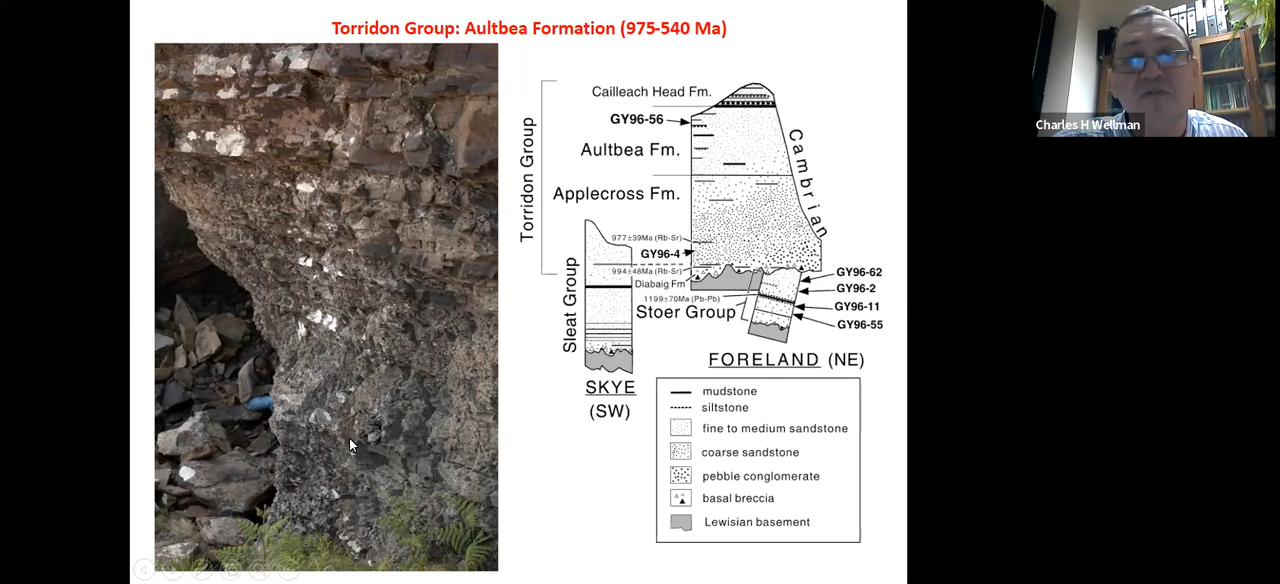 Torridon Group: Aultbea Formation (975-540 Ma)
Charles H Wellman
Torridon Group
Cailleach Head Fm.
GY96-56
Aultbea Fm.
Applecross Fm.
Cambrian
977±39Ma (Rb-Sr)
GY96-4
994±48Ma (Rb-Sr)
Diabaig Fm
1199±70Ma (Pb-Pb)
Stoer Group
GY96-62
GY96-2
GY96-11
GY96-55
Sleat Group
FORELAND (NE)
SKYE
(SW)
mudstone
siltstone
fine to medium sandstone
coarse sandstone
pebble conglomerate
basal breccia
Lewisian basement